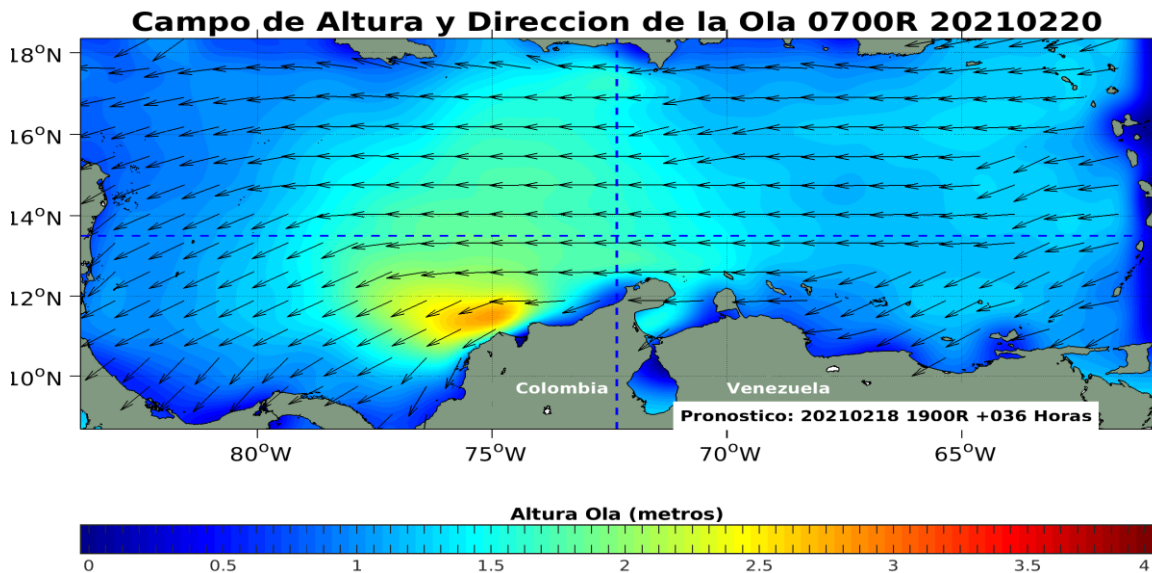 Campo de Altura y Direccion de la Ola 0700R 20210220
18°N
16°N
14°N
12°N
10°N
Colombia
Venezuela
Pronostico: 20210218 1900R +036 Horas
80°W
75°W
70°W
65°W
Altura Ola (metros)
0 0.5 1 1.5 2 2.5 3 3.5 4